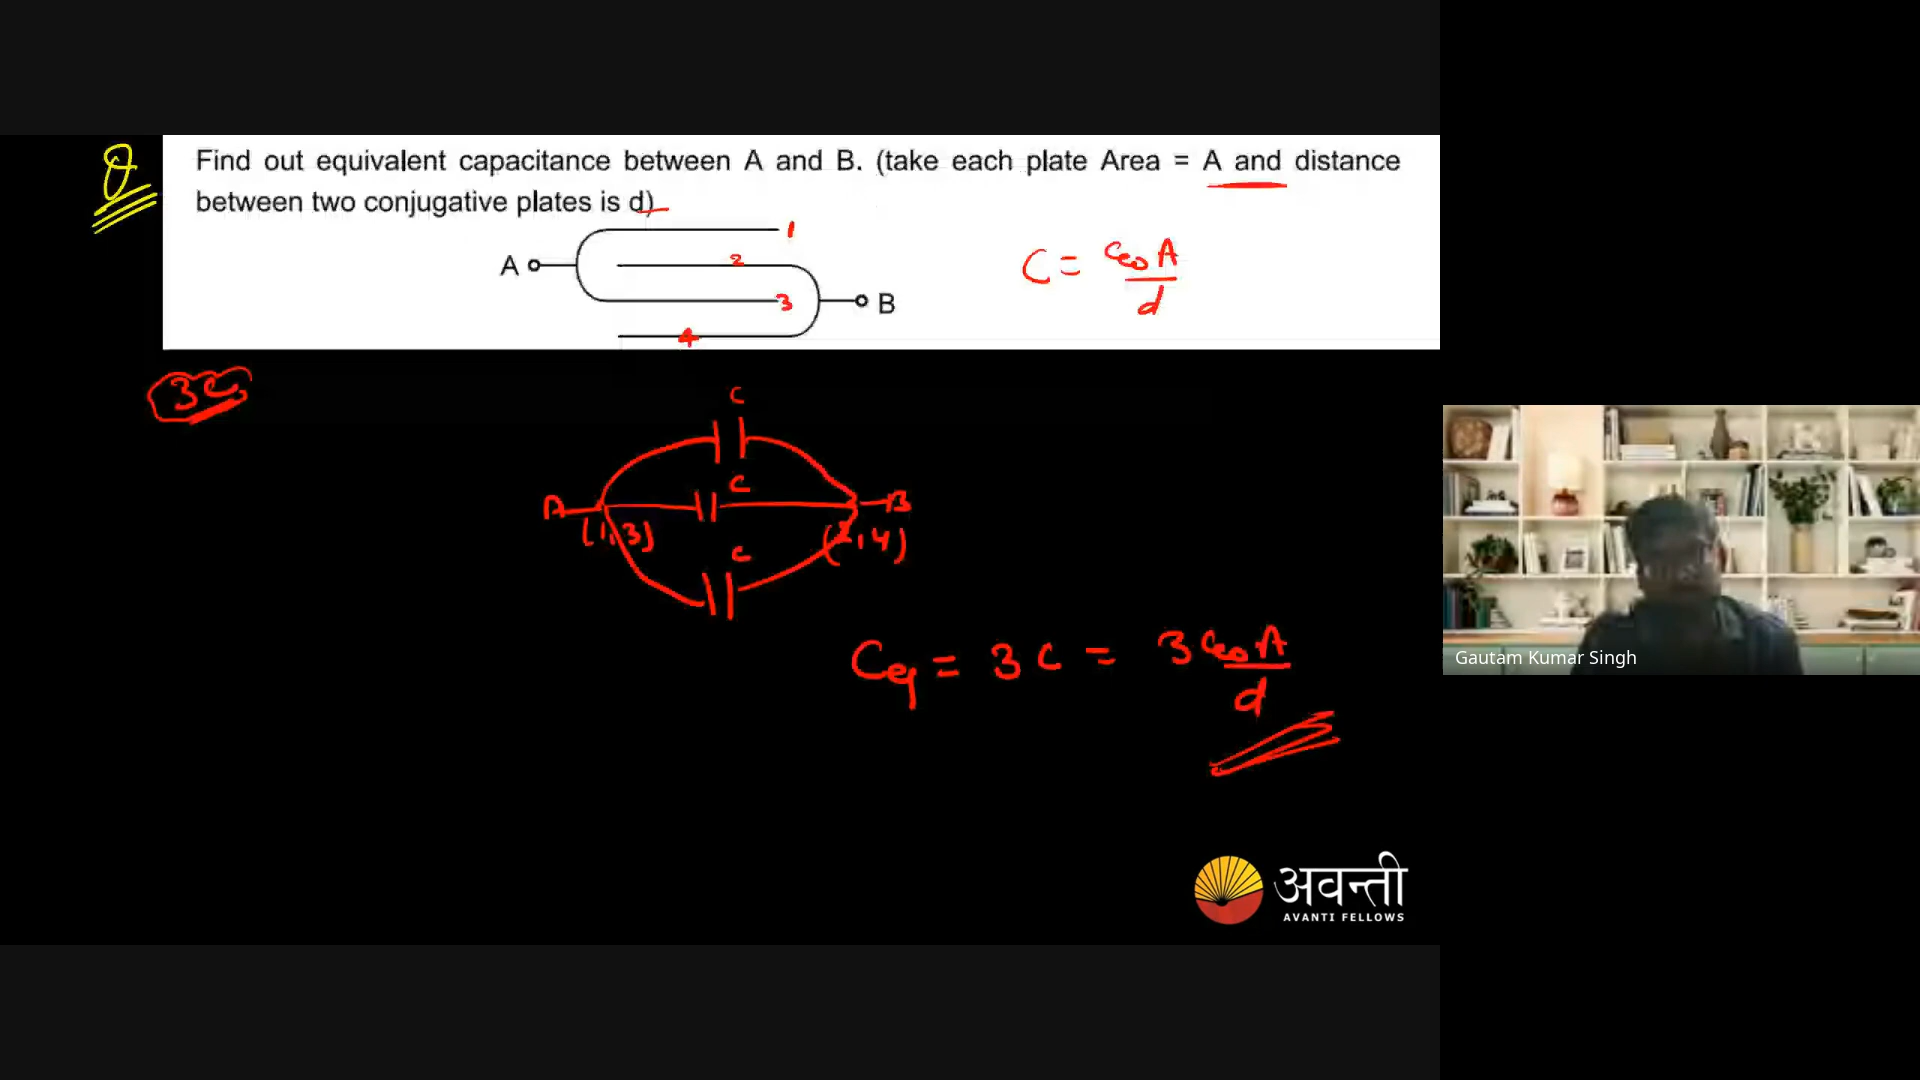 Q
Find out equivalent capacitance between A and B. (take each plate Area = A and distance
between two conjugative plates is d)
1
A
2
3
B
4
C = ε₀A/d
3C
C
A
C
B
(1,3)
(2,4)
C
Ceq = 3C = 3ε₀A/d
Gautam Kumar Singh
अवन्ती
AVANTI FELLOWS